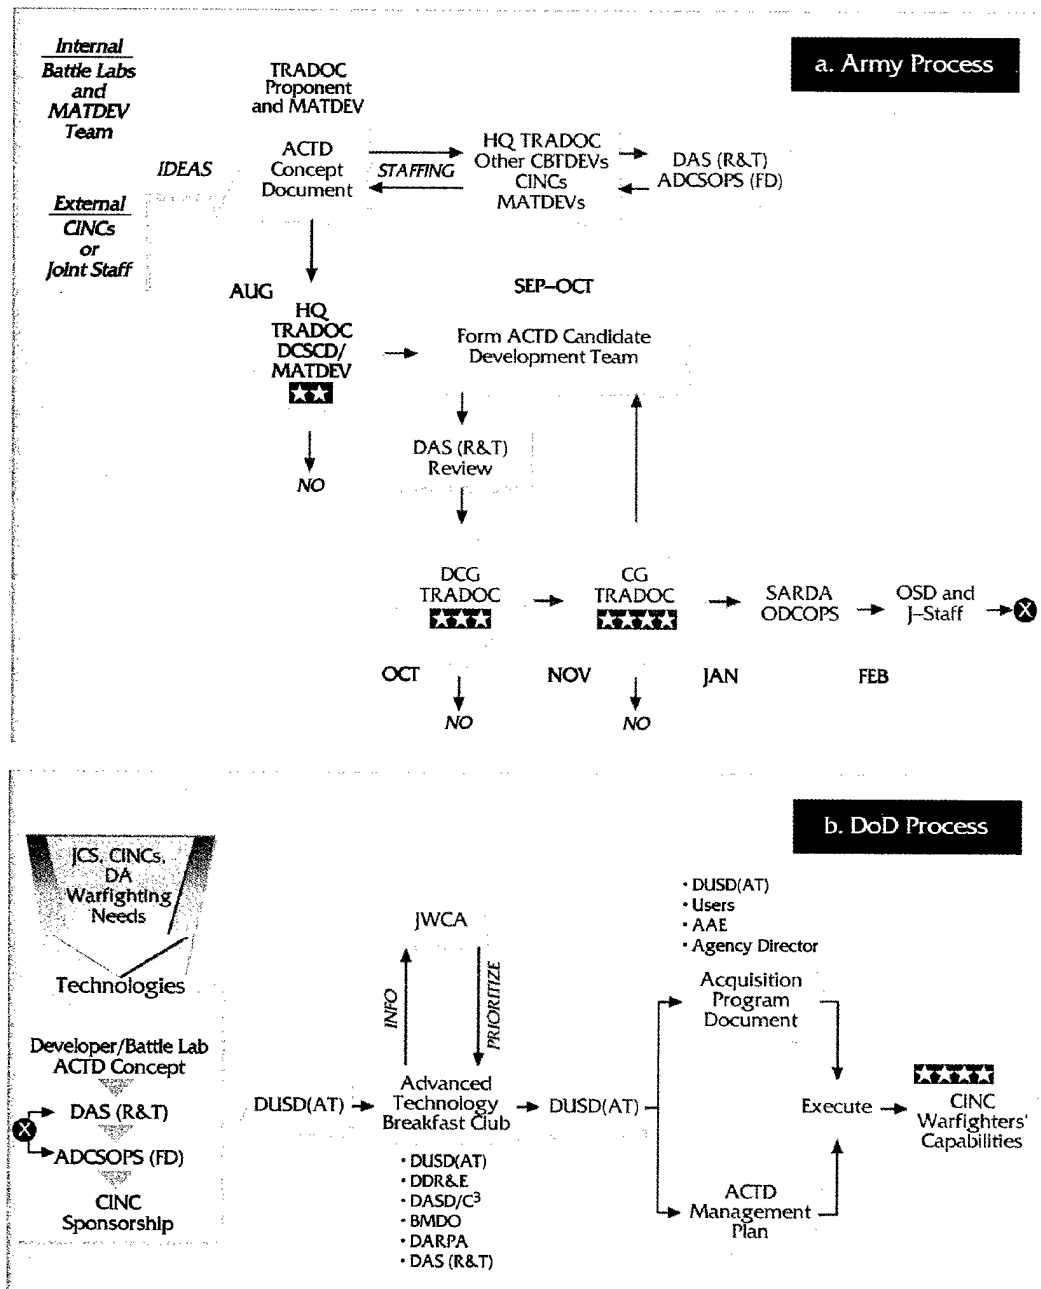 a. Army Process
Internal
Battle Labs
and
MATDEV
Team
External
CINCs
or
Joint Staff
IDEAS
TRADOC
Proponent
and MATDEV
ACTD
Concept
Document
STAFFING
HQ TRADOC
Other CBTDEVs
CINCs
MATDEVs
DAS (R&T)
ADCSOPS (FD)
AUG
HQ
TRADOC
DCSCD/
MATDEV
NO
SEP–OCT
Form ACTD Candidate
Development Team
DAS (R&T)
Review
DCG
TRADOC
CG
TRADOC
SARDA
ODCOPS
OSD and
J–Staff
X
OCT
NOV
JAN
FEB
NO
NO
b. DoD Process
JCS, CINCs,
DA
Warfighting
Needs
Technologies
Developer/Battle Lab
ACTD Concept
DAS (R&T)
X
ADCSOPS (FD)
CINC
Sponsorship
DUSD(AT)
JWCA
INFO
PRIORITIZE
Advanced
Technology
Breakfast Club
• DUSD(AT)
• DDR&E
• DASD/C³
• BMDO
• DARPA
• DAS (R&T)
DUSD(AT)
• DUSD(AT)
• Users
• AAE
• Agency Director
Acquisition
Program
Document
ACTD
Management
Plan
Execute
CINC
Warfighters'
Capabilities